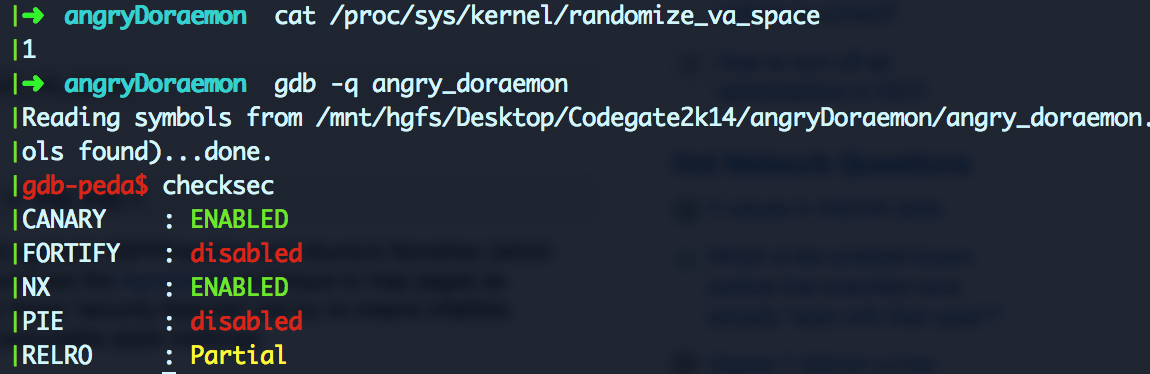 |➜ angryDoraemon cat /proc/sys/kernel/randomize_va_space
|1
|➜ angryDoraemon gdb -q angry_doraemon
|Reading symbols from /mnt/hgfs/Desktop/Codegate2k14/angryDoraemon/angry_doraemon.
|ols found)...done.
|gdb-peda$ checksec
|CANARY : ENABLED
|FORTIFY : disabled
|NX : ENABLED
|PIE : disabled
|RELRO : Partial